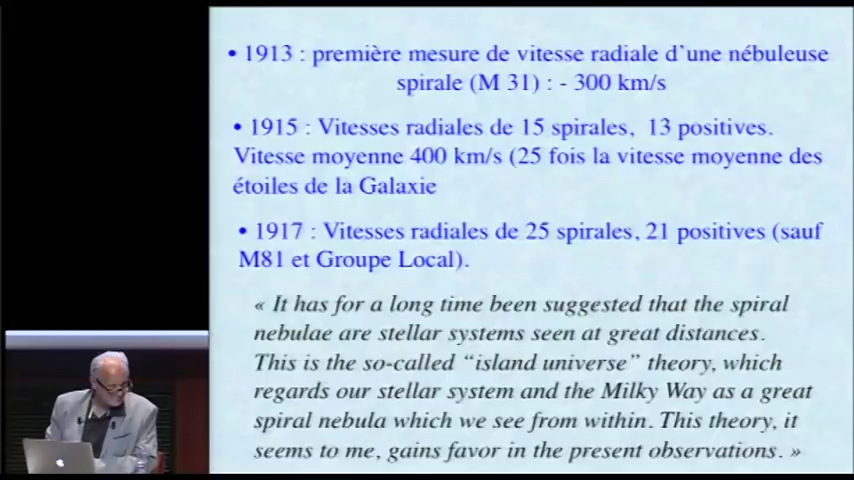 • 1913 : première mesure de vitesse radiale d'une nébuleuse
spirale (M 31) : - 300 km/s
• 1915 : Vitesses radiales de 15 spirales, 13 positives.
Vitesse moyenne 400 km/s (25 fois la vitesse moyenne des
étoiles de la Galaxie
• 1917 : Vitesses radiales de 25 spirales, 21 positives (sauf
M81 et Groupe Local).
« It has for a long time been suggested that the spiral
nebulae are stellar systems seen at great distances.
This is the so-called “island universe” theory, which
regards our stellar system and the Milky Way as a great
spiral nebula which we see from within. This theory, it
seems to me, gains favor in the present observations. »